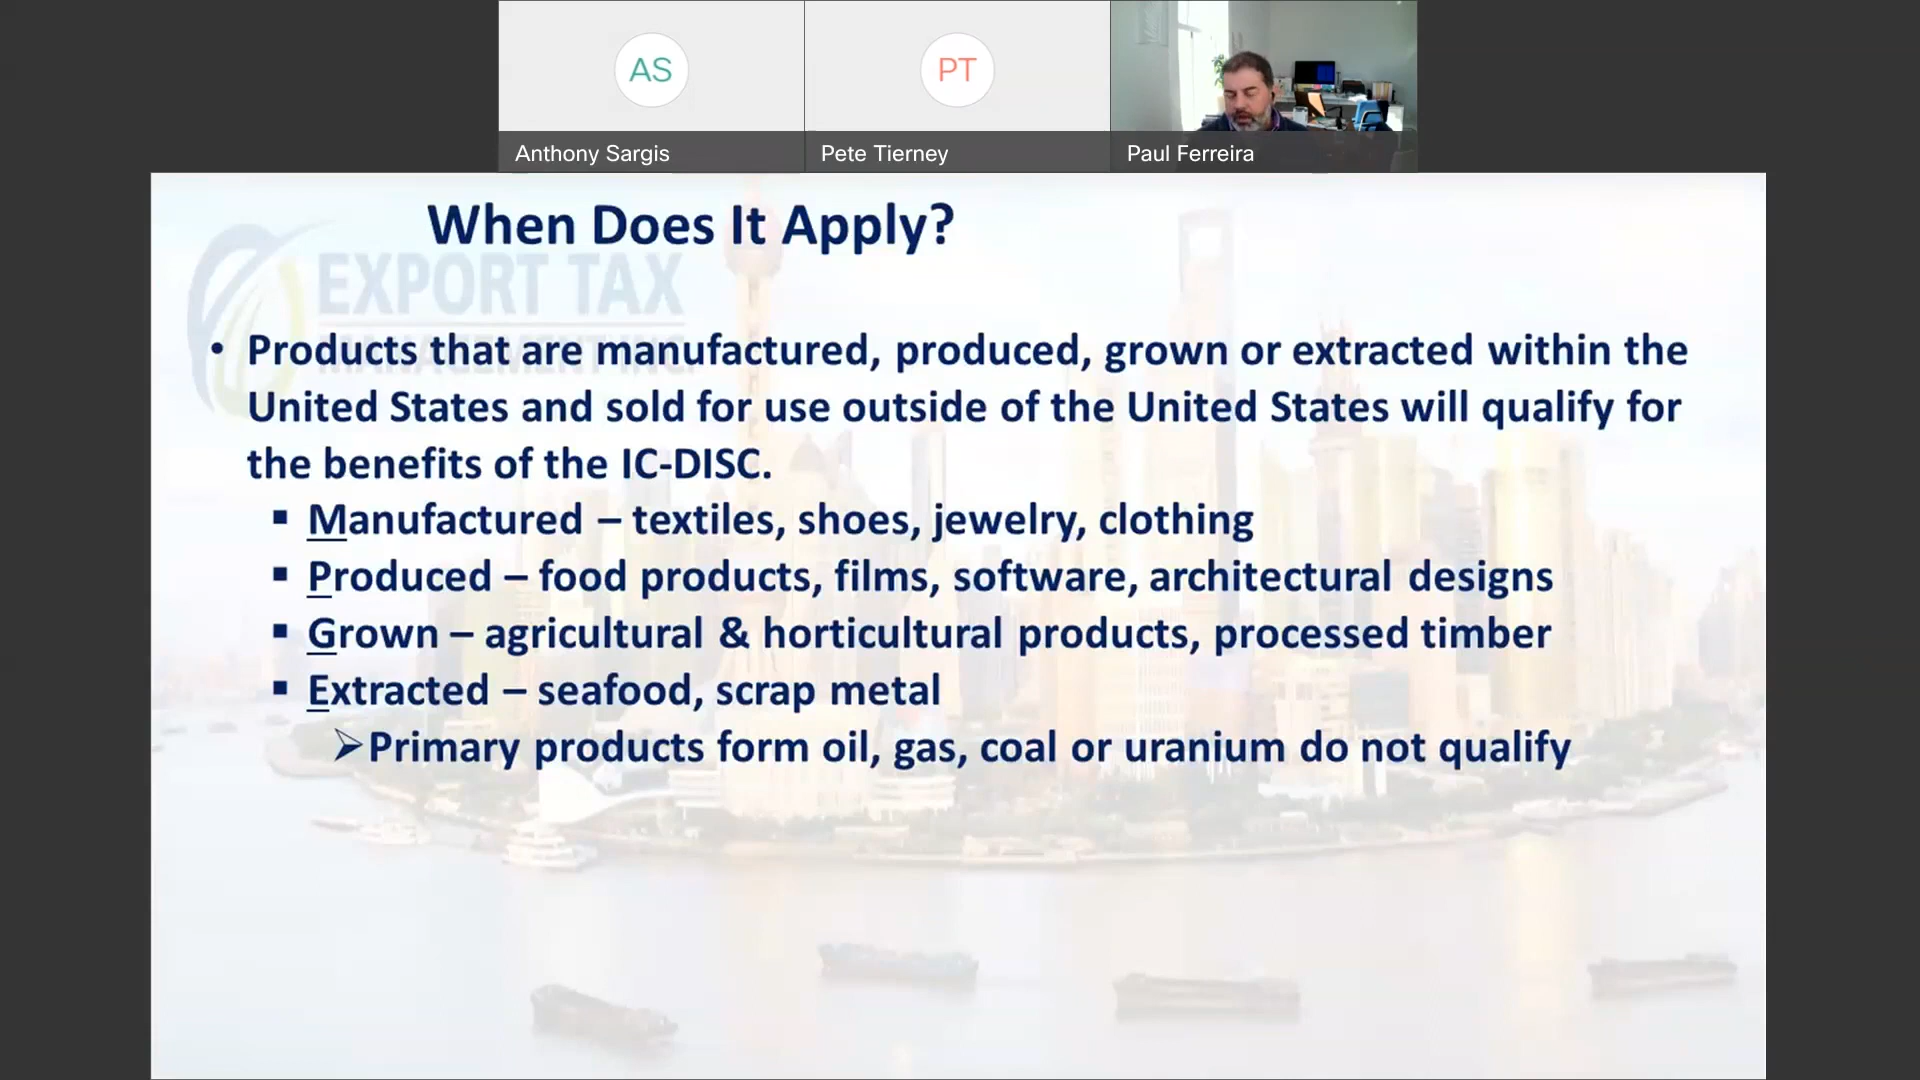 AS
PT
Anthony Sargis
Pete Tierney
Paul Ferreira
When Does It Apply?
EXPORT TAX
MANAGEMENT INC.
• Products that are manufactured, produced, grown or extracted within the
United States and sold for use outside of the United States will qualify for
the benefits of the IC-DISC.
▪ Manufactured – textiles, shoes, jewelry, clothing
▪ Produced – food products, films, software, architectural designs
▪ Grown – agricultural & horticultural products, processed timber
▪ Extracted – seafood, scrap metal
➢Primary products form oil, gas, coal or uranium do not qualify